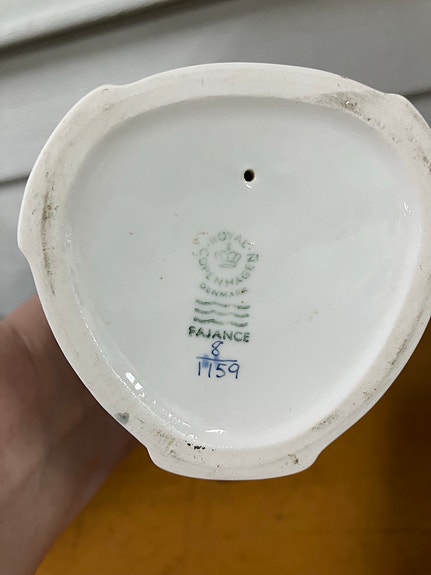 ROYAL
COPENHAGEN
DENMARK
FAJANCE
8
1159